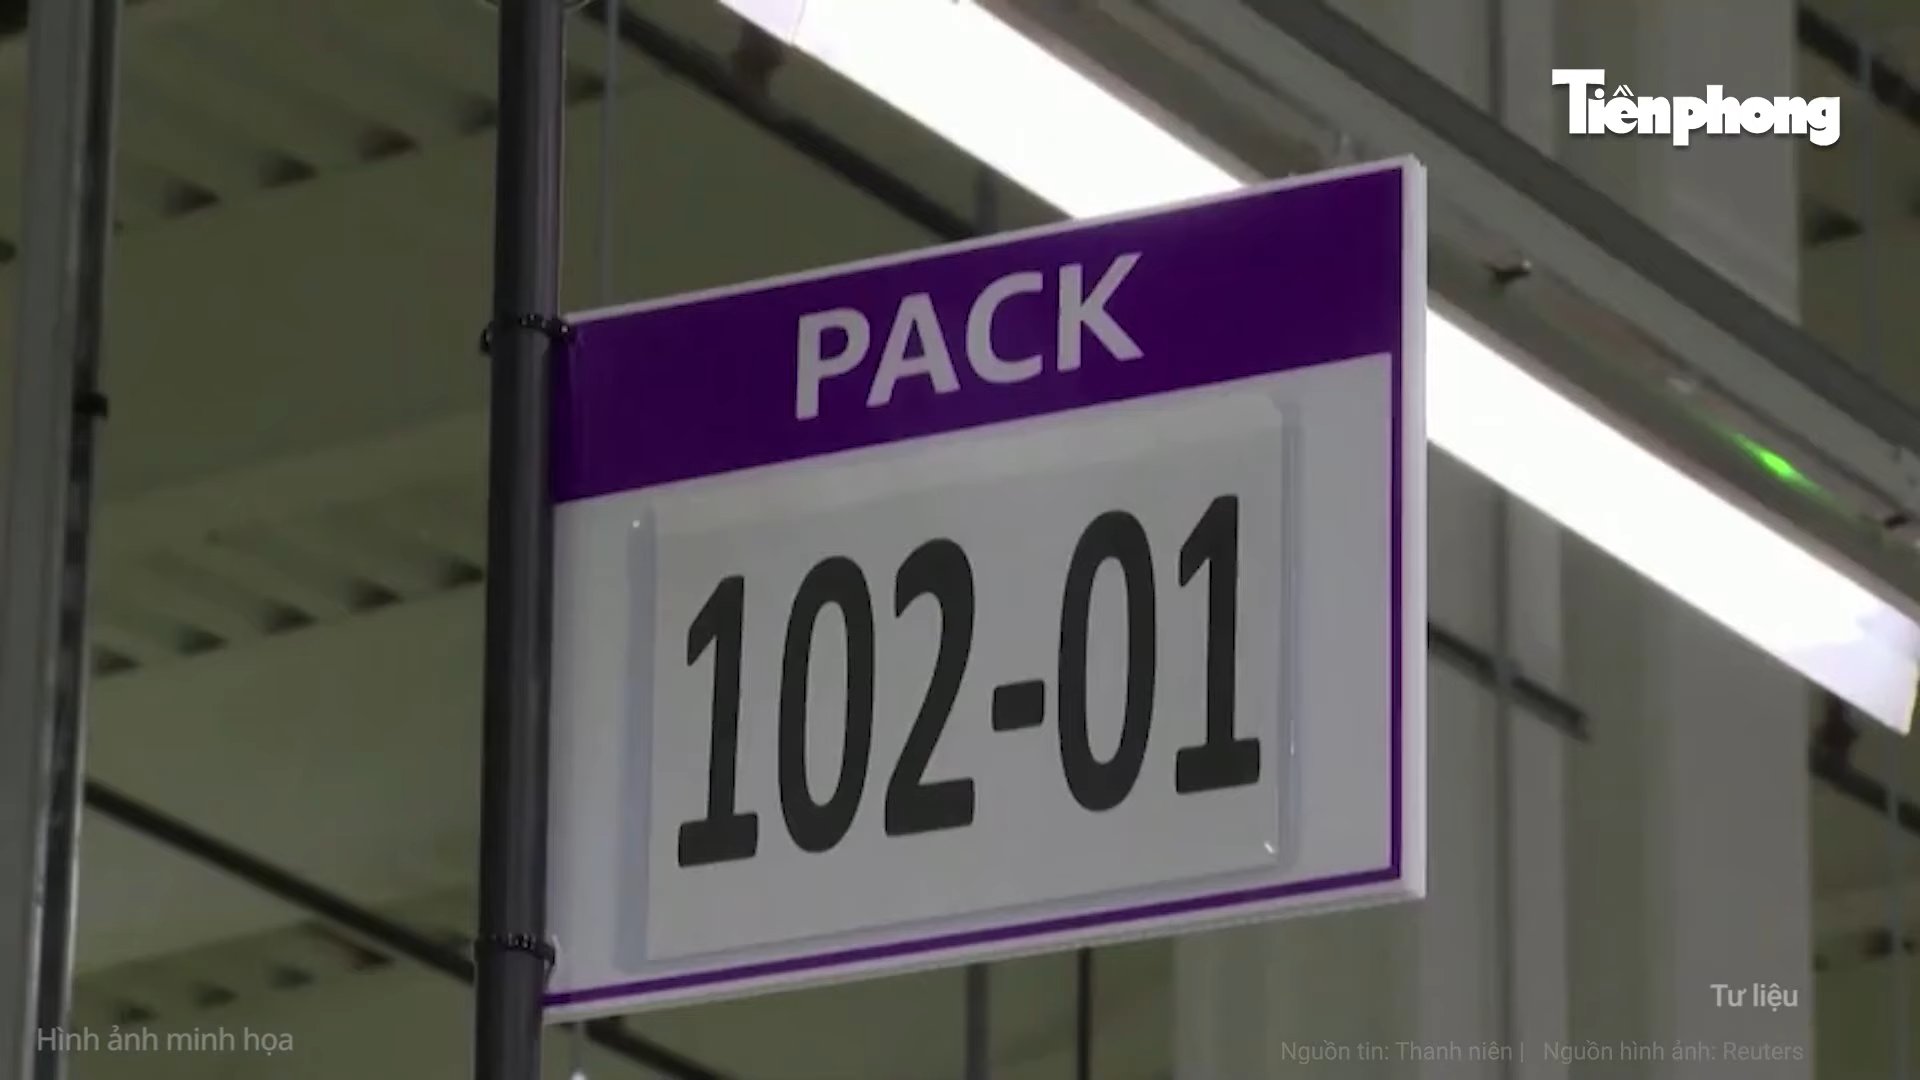 Tiềnphong
PACK
102-01
Tư liệu
Hình ảnh minh họa
Nguồn tin: Thanh niên | Nguồn hình ảnh: Reuters